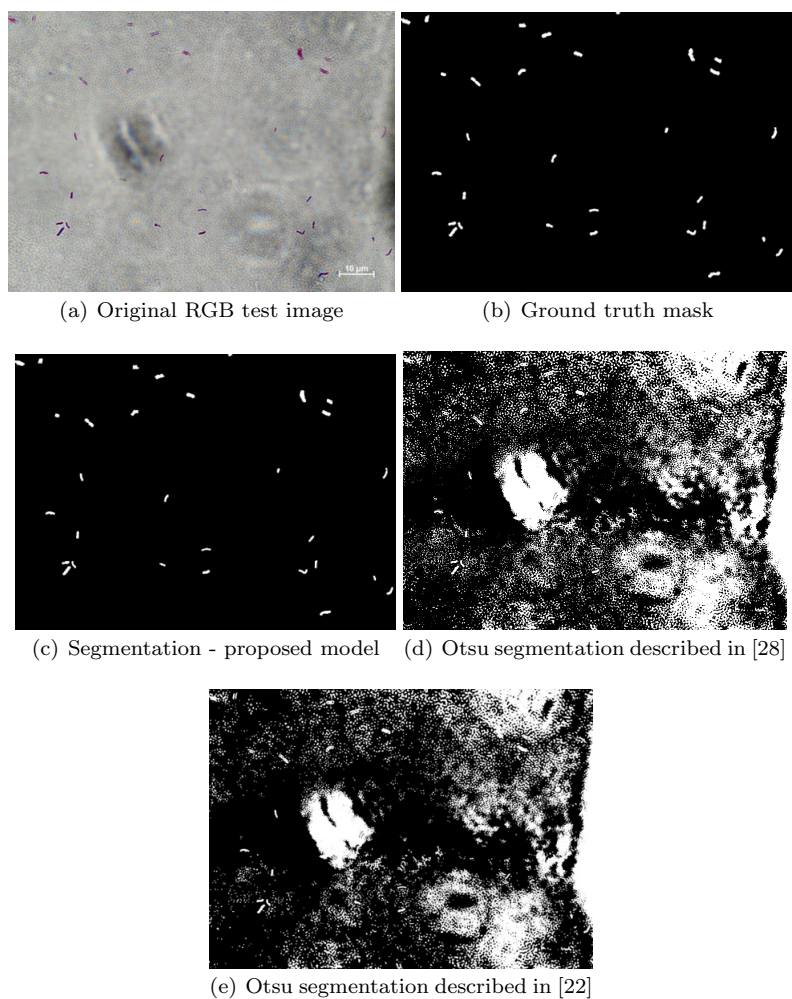 10 µm
(a) Original RGB test image
(b) Ground truth mask
(c) Segmentation - proposed model
(d) Otsu segmentation described in [28]
(e) Otsu segmentation described in [22]